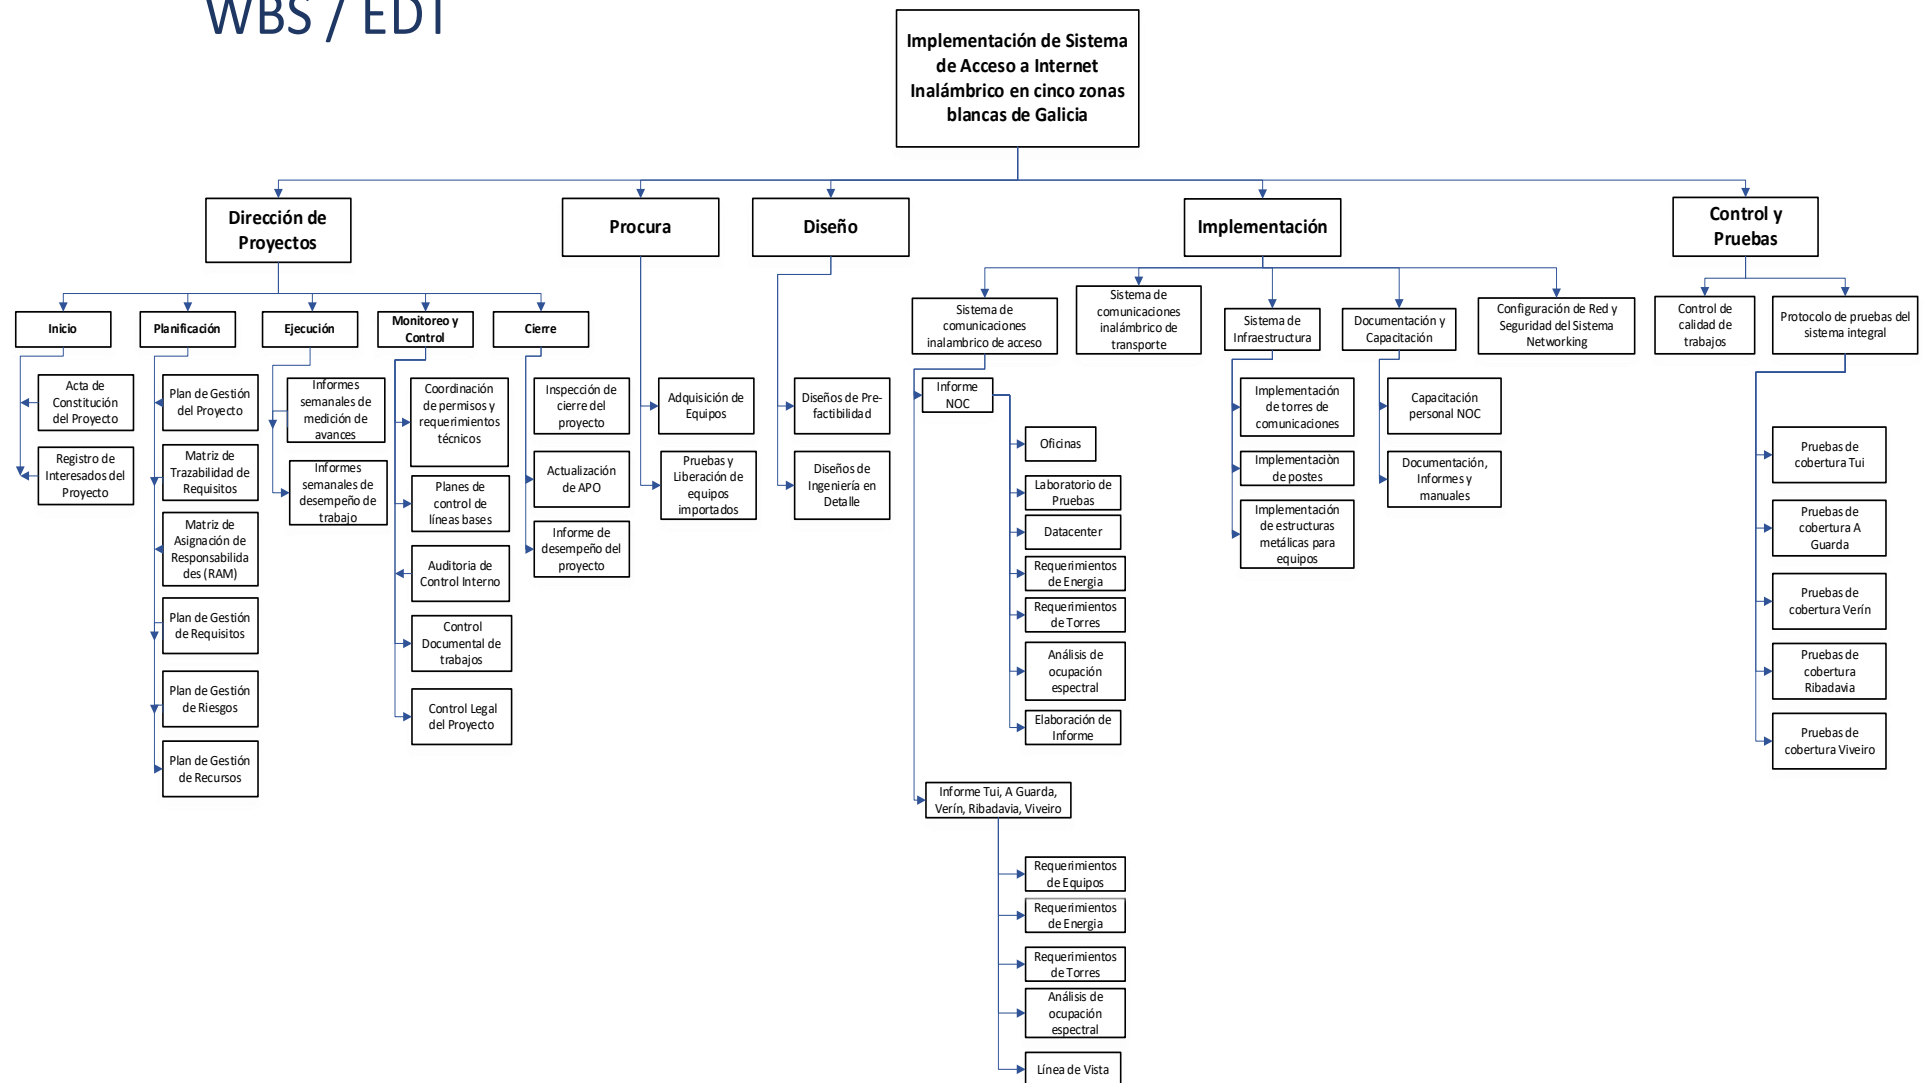 WBS / EDT
Implementación de Sistema
de Acceso a Internet
Inalámbrico en cinco zonas
blancas de Galicia
Dirección de
Proyectos
Procura
Diseño
Implementación
Control y
Pruebas
Inicio
Planificación
Ejecución
Monitoreo y
Control
Cierre
Acta de
Constitución
del Proyecto
Registro de
Interesados del
Proyecto
Plan de Gestión
del Proyecto
Matriz de
Trazabilidad de
Requisitos
Matriz de
Asignación de
Responsabilida
des (RAM)
Plan de Gestión
de Requisitos
Plan de Gestión
de Riesgos
Plan de Gestión
de Recursos
Informes
semanales de
medición de
avances
Informes
semanales de
desempeño de
trabajo
Coordinación
de permisos y
requerimientos
técnicos
Planes de
control de
líneas bases
Auditoria de
Control Interno
Control
Documental de
trabajos
Control Legal
del Proyecto
Inspección de
cierre del
proyecto
Actualización
de APO
Informe de
desempeño del
proyecto
Adquisición de
Equipos
Pruebas y
Liberación de
equipos
importados
Diseños de Pre-
factibilidad
Diseños de
Ingeniería en
Detalle
Sistema de
comunicaciones
inalambrico de acceso
Sistema de
comunicaciones
inalámbrico de
transporte
Sistema de
Infraestructura
Documentación y
Capacitación
Configuración de Red y
Seguridad del Sistema
Networking
Informe
NOC
Oficinas
Laboratorio de
Pruebas
Datacenter
Requerimientos
de Energia
Requerimientos
de Torres
Análisis de
ocupación
espectral
Elaboración de
Informe
Informe Tui, A Guarda,
Verín, Ribadavia, Viveiro
Requerimientos
de Equipos
Requerimientos
de Energia
Requerimientos
de Torres
Análisis de
ocupación
espectral
Línea de Vista
Implementación
de torres de
comunicaciones
Implementaciòn
de postes
Implementación
de estructuras
metálicas para
equipos
Capacitación
personal NOC
Documentación,
Informes y
manuales
Control de
calidad de
trabajos
Protocolo de pruebas del
sistema integral
Pruebas de
cobertura Tui
Pruebas de
cobertura A
Guarda
Pruebas de
cobertura Verín
Pruebas de
cobertura
Ribadavia
Pruebas de
cobertura Viveiro